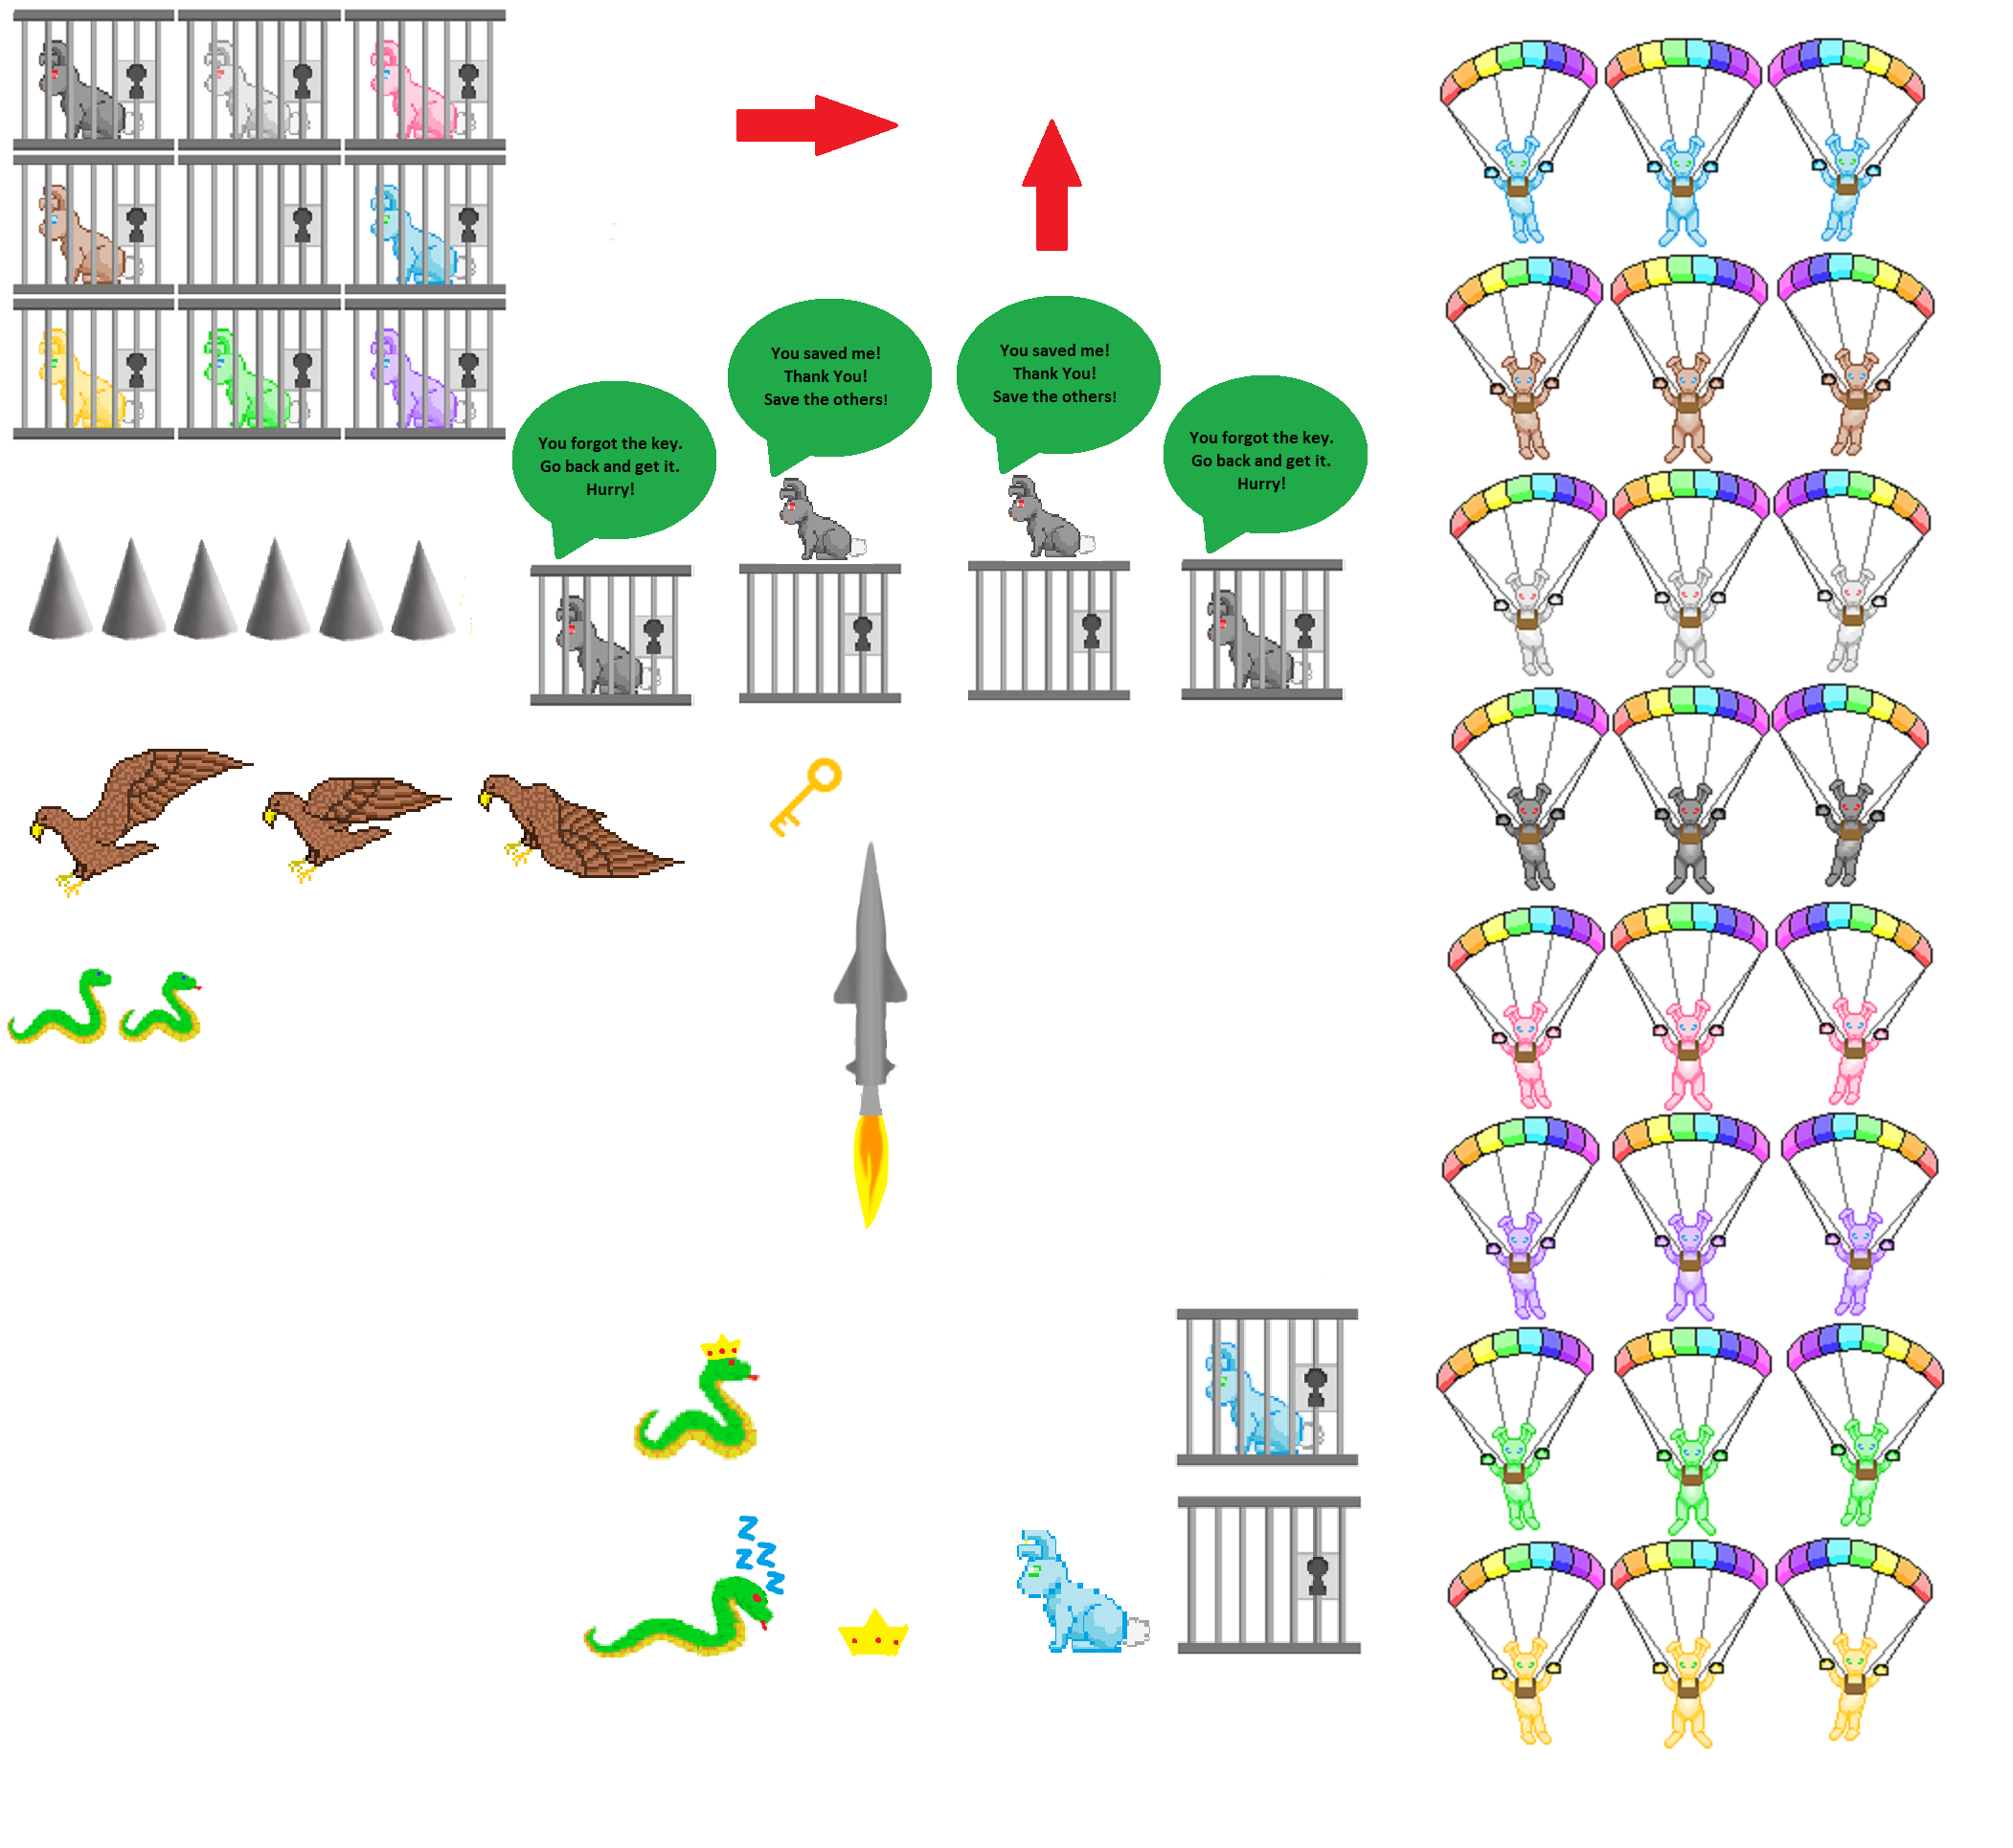 You forgot the key.
Go back and get it.
Hurry!
You saved me!
Thank You!
Save the others!
You saved me!
Thank You!
Save the others!
You forgot the key.
Go back and get it.
Hurry!
Z
Z Z
Z